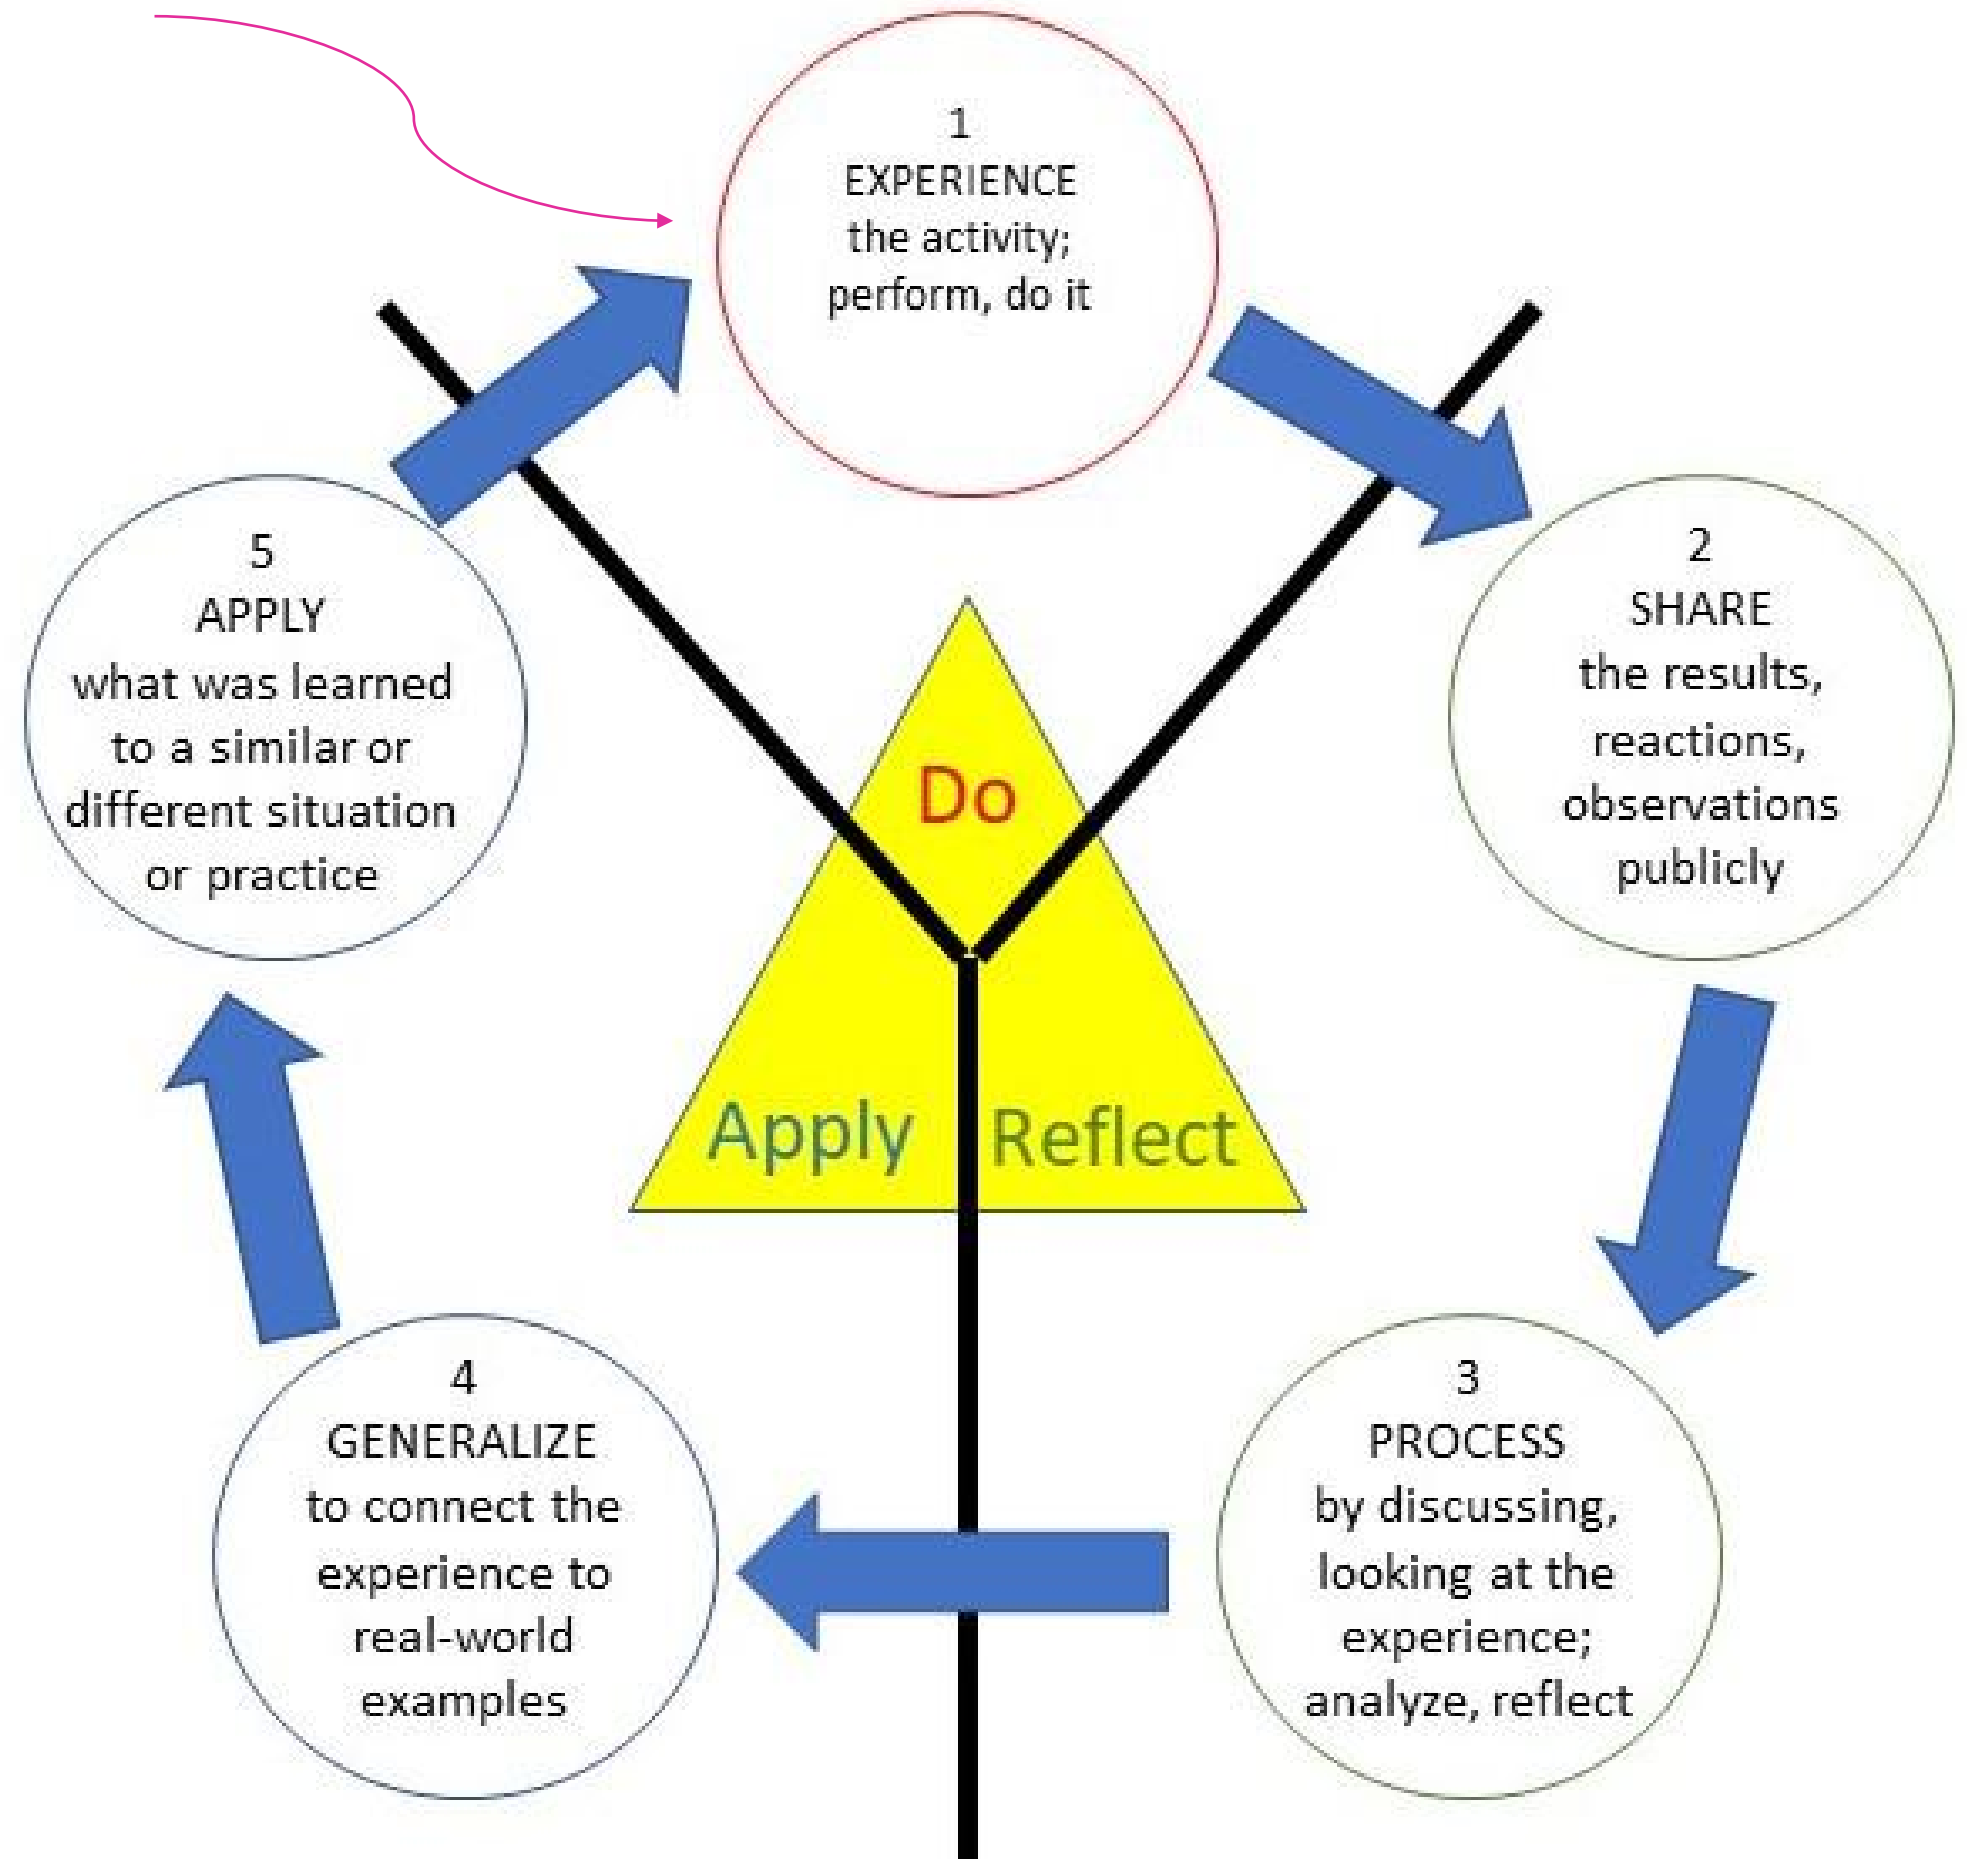 1
EXPERIENCE
the activity;
perform, do it
2
SHARE
the results,
reactions,
observations
publicly
3
PROCESS
by discussing,
looking at the
experience;
analyze, reflect
4
GENERALIZE
to connect the
experience to
real-world
examples
5
APPLY
what was learned
to a similar or
different situation
or practice
Do
Apply
Reflect